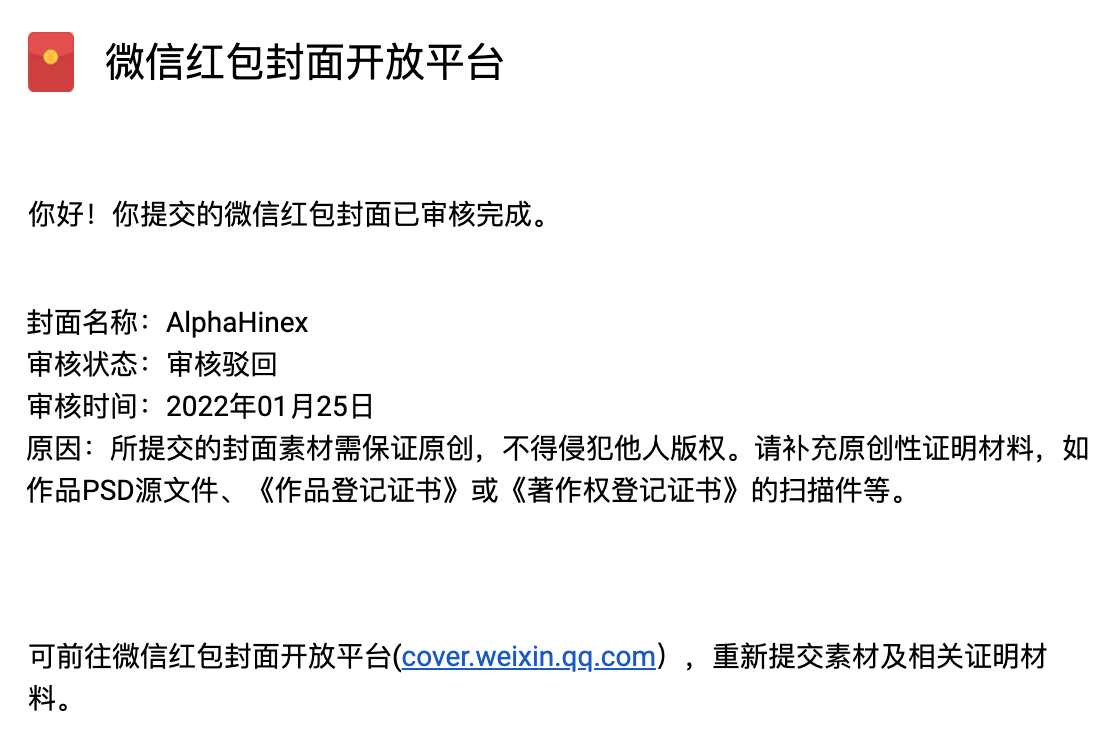 微信红包封面开放平台
你好！你提交的微信红包封面已审核完成。
封面名称：AlphaHinex
审核状态：审核驳回
审核时间：2022年01月25日
原因：所提交的封面素材需保证原创，不得侵犯他人版权。请补充原创性证明材料，如
作品PSD源文件、《作品登记证书》或《著作权登记证书》的扫描件等。
可前往微信红包封面开放平台(cover.weixin.qq.com），重新提交素材及相关证明材
料。